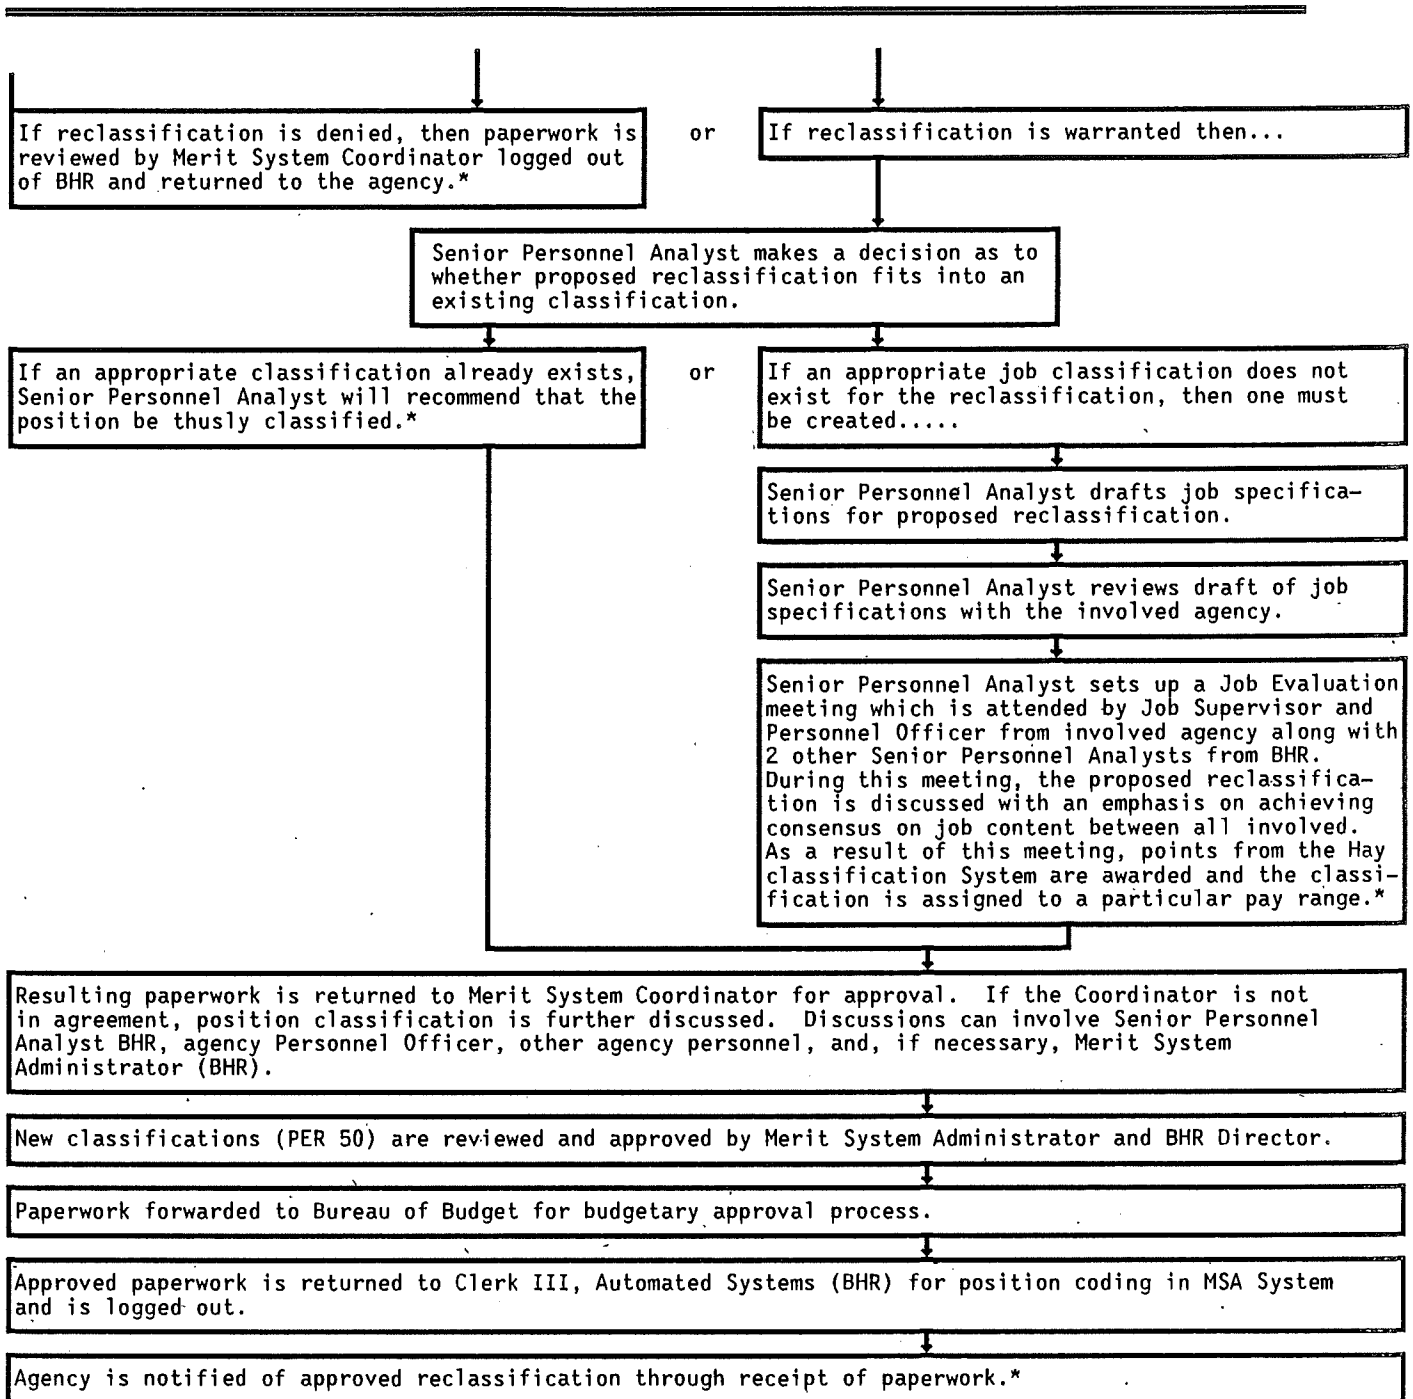 If reclassification is denied, then paperwork is
reviewed by Merit System Coordinator logged out
of BHR and returned to the agency.*
or
If reclassification is warranted then...
Senior Personnel Analyst makes a decision as to
whether proposed reclassification fits into an
existing classification.
If an appropriate classification already exists,
Senior Personnel Analyst will recommend that the
position be thusly classified.*
or
If an appropriate job classification does not
exist for the reclassification, then one must
be created.....
Senior Personnel Analyst drafts job specifica-
tions for proposed reclassification.
Senior Personnel Analyst reviews draft of job
specifications with the involved agency.
Senior Personnel Analyst sets up a Job Evaluation
meeting which is attended by Job Supervisor and
Personnel Officer from involved agency along with
2 other Senior Personnel Analysts from BHR.
During this meeting, the proposed reclassifica-
tion is discussed with an emphasis on achieving
consensus on job content between all involved.
As a result of this meeting, points from the Hay
classification System are awarded and the classi-
fication is assigned to a particular pay range.*
Resulting paperwork is returned to Merit System Coordinator for approval. If the Coordinator is not
in agreement, position classification is further discussed. Discussions can involve Senior Personnel
Analyst BHR, agency Personnel Officer, other agency personnel, and, if necessary, Merit System
Administrator (BHR).
New classifications (PER 50) are reviewed and approved by Merit System Administrator and BHR Director.
Paperwork forwarded to Bureau of Budget for budgetary approval process.
Approved paperwork is returned to Clerk III, Automated Systems (BHR) for position coding in MSA System
and is logged out.
Agency is notified of approved reclassification through receipt of paperwork.*